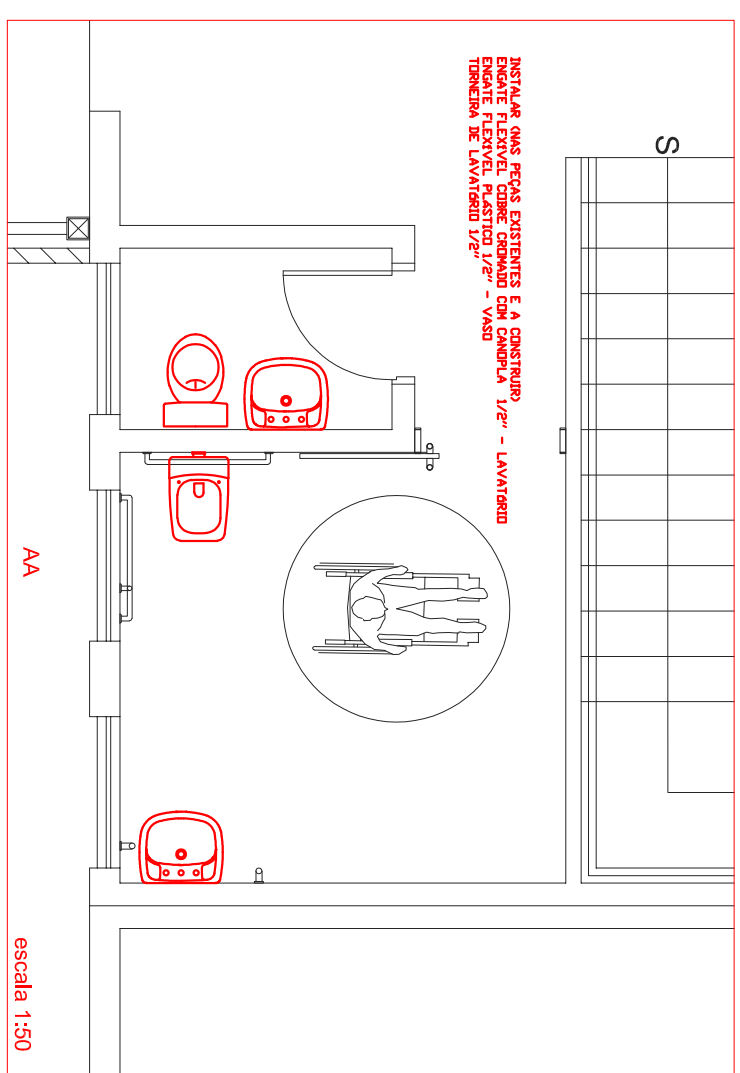 INSTALAR (NAS PEÇAS EXISTENTES E A CONSTRUIR)
ENGATE FLEXÍVEL COBRE CROMADO COM CANOPLA 1/2" - LAVATÓRIO
ENGATE FLEXÍVEL PLÁSTICO 1/2" - VASO
TORNEIRA DE LAVATÓRIO 1/2"
S
AA
escala 1:50